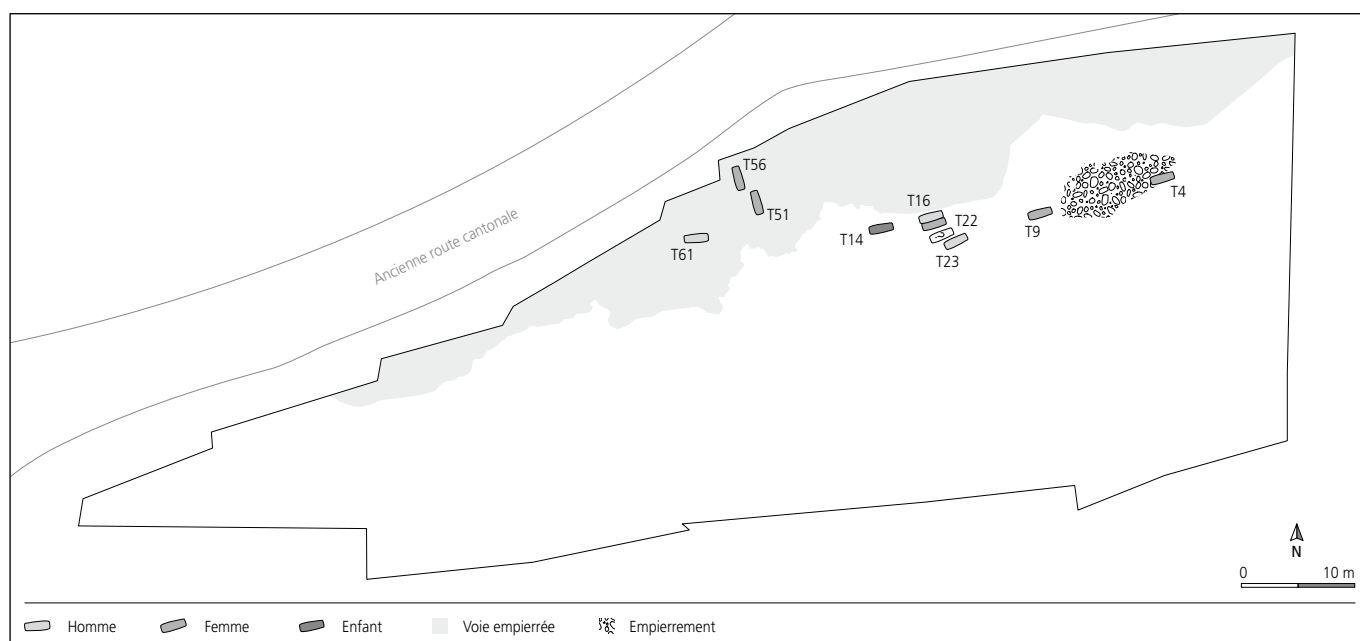 T56
T51
T61
Ancienne route cantonale
T14
T16
T22
T23
T9
T4
N
0 10 m
Homme Femme Enfant Voie empierrée Empierrement